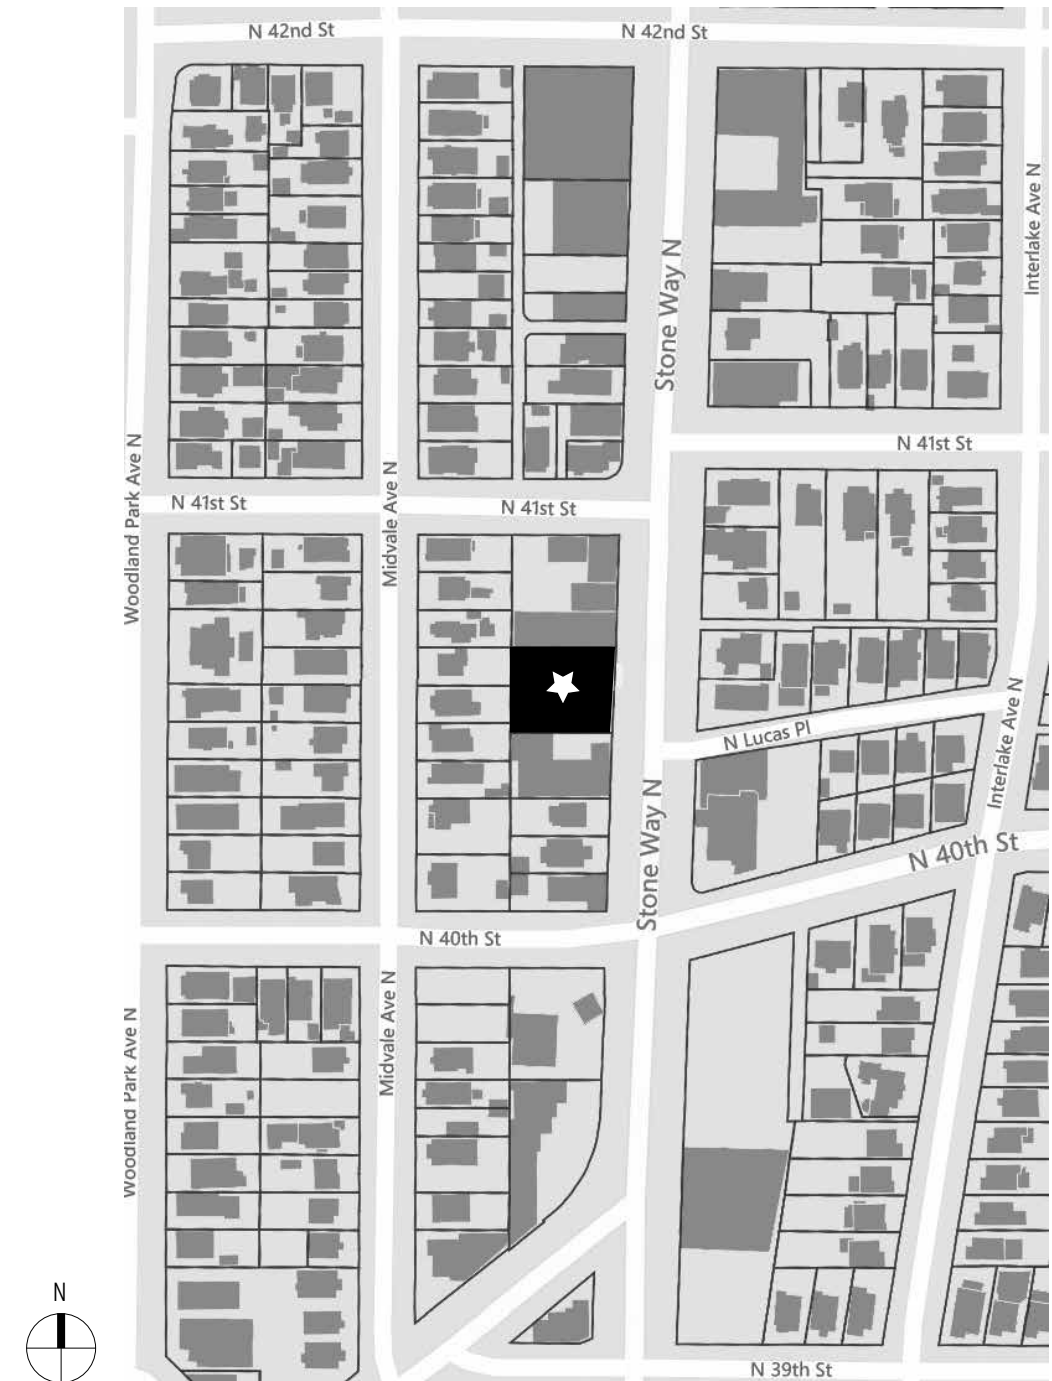 N 42nd St
N 42nd St
Interlake Ave N
Stone Way N
Woodland Park Ave N
Midvale Ave N
N 41st St
N 41st St
N 41st St
N Lucas Pl
Interlake Ave N
Stone Way N
N 40th St
N 40th St
Woodland Park Ave N
Midvale Ave N
N
N 39th St